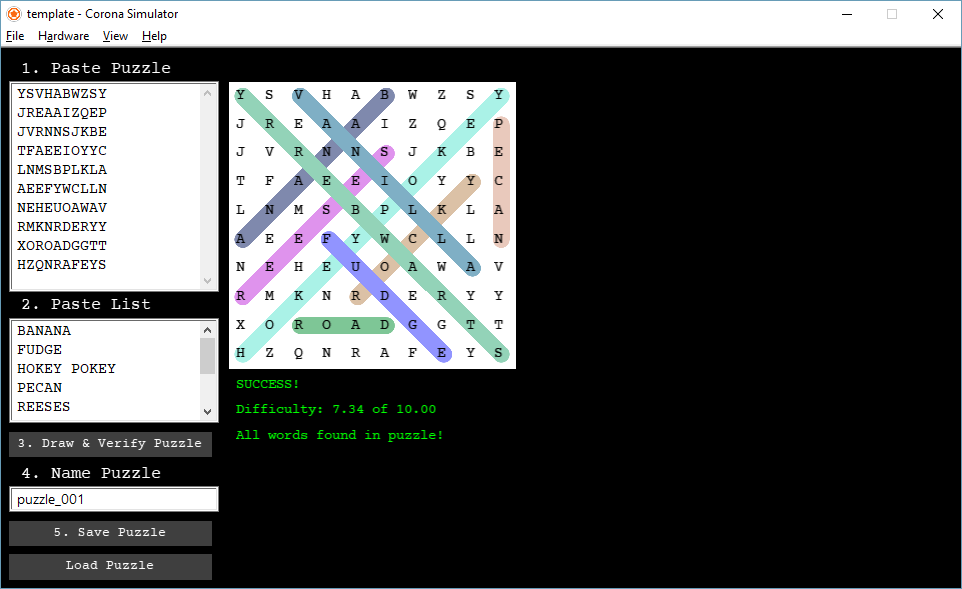 template - Corona Simulator
File Hardware View Help
1. Paste Puzzle
YSVHABWZSY
JREAAIZQEP
JVRNNSJKBE
TFAEEIOYYC
LNMSBPLKLA
AEEFYWCLLN
NEHEUOAWAV
RMKNRDERYY
XOROADGGTT
HZQNRAFEYS
2. Paste List
BANANA
FUDGE
HOKEY POKEY
PECAN
REESES
3. Draw & Verify Puzzle
4. Name Puzzle
puzzle_001
5. Save Puzzle
Load Puzzle
Y S V H A B W Z S Y
J R E A A I Z Q E P
J V R N N S J K B E
T F A E E I O Y Y C
L N M S B P L K L A
A E E F Y W C L L N
N E H E U O A W A V
R M K N R D E R Y Y
X O R O A D G G T T
H Z Q N R A F E Y S
SUCCESS!
Difficulty: 7.34 of 10.00
All words found in puzzle!